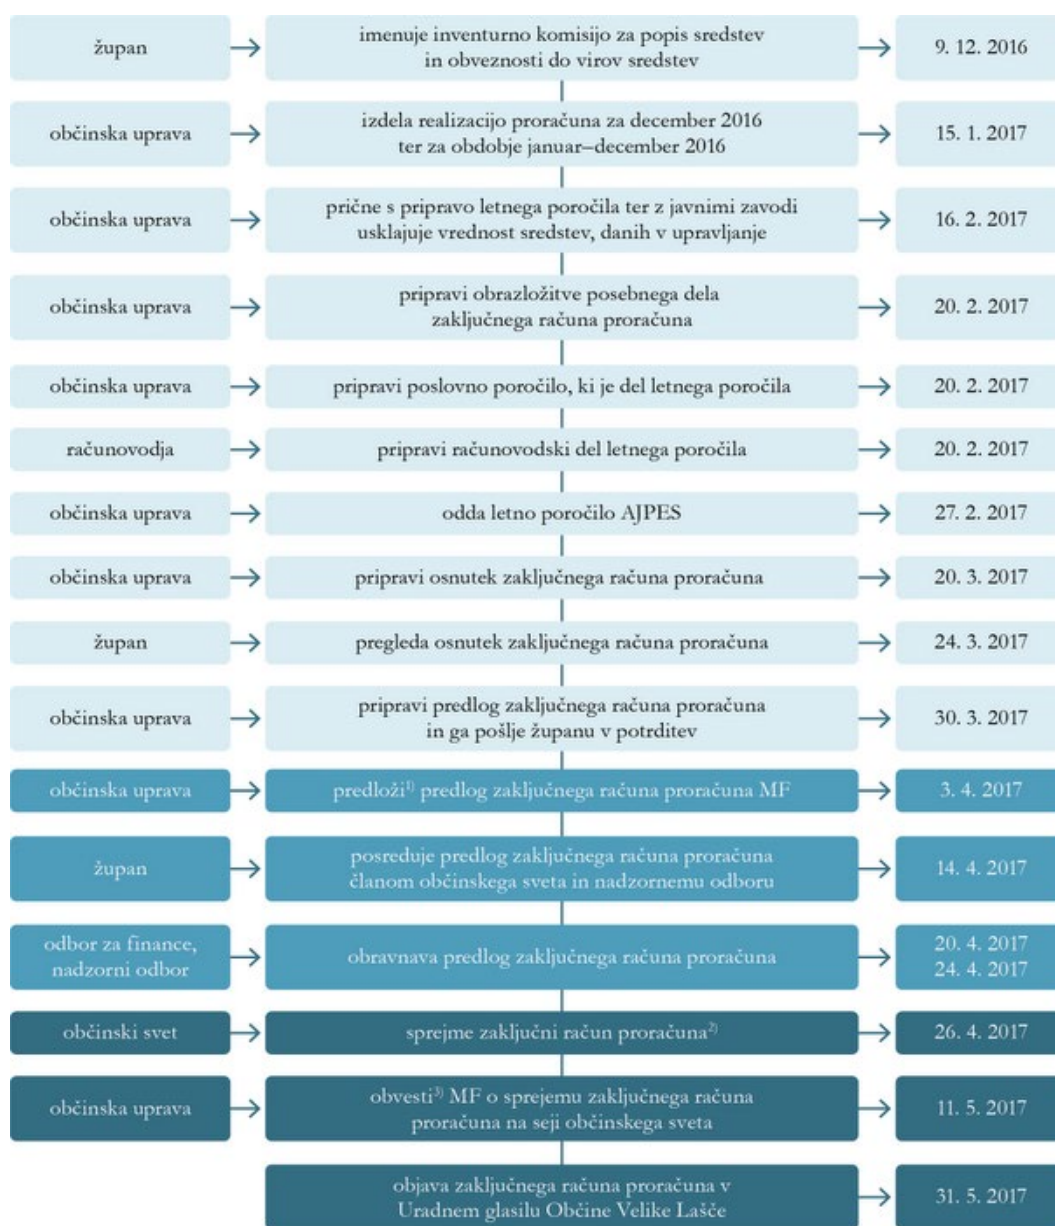 župan
imenuje inventurno komisijo za popis sredstev
in obveznosti do virov sredstev
9. 12. 2016
občinska uprava
izdela realizacijo proračuna za december 2016
ter za obdobje januar–december 2016
15. 1. 2017
občinska uprava
prične s pripravo letnega poročila ter z javnimi zavodi
usklajuje vrednost sredstev, danih v upravljanje
16. 2. 2017
občinska uprava
pripravi obrazložitve posebnega dela
zaključnega računa proračuna
20. 2. 2017
občinska uprava
pripravi poslovno poročilo, ki je del letnega poročila
20. 2. 2017
računovodja
pripravi računovodski del letnega poročila
20. 2. 2017
občinska uprava
odda letno poročilo AJPES
27. 2. 2017
občinska uprava
pripravi osnutek zaključnega računa proračuna
20. 3. 2017
župan
pregleda osnutek zaključnega računa proračuna
24. 3. 2017
občinska uprava
pripravi predlog zaključnega računa proračuna
in ga pošlje županu v potrditev
30. 3. 2017
občinska uprava
predloži¹⁾ predlog zaključnega računa proračuna MF
3. 4. 2017
župan
posreduje predlog zaključnega računa proračuna
članom občinskega sveta in nadzornemu odboru
14. 4. 2017
odbor za finance,
nadzorni odbor
obravnava predlog zaključnega računa proračuna
20. 4. 2017
24. 4. 2017
občinski svet
sprejme zaključni račun proračuna²⁾
26. 4. 2017
občinska uprava
obvesti³⁾ MF o sprejemu zaključnega računa
proračuna na seji občinskega sveta
11. 5. 2017
objava zaključnega računa proračuna v
Uradnem glasilu Občine Velike Lašče
31. 5. 2017